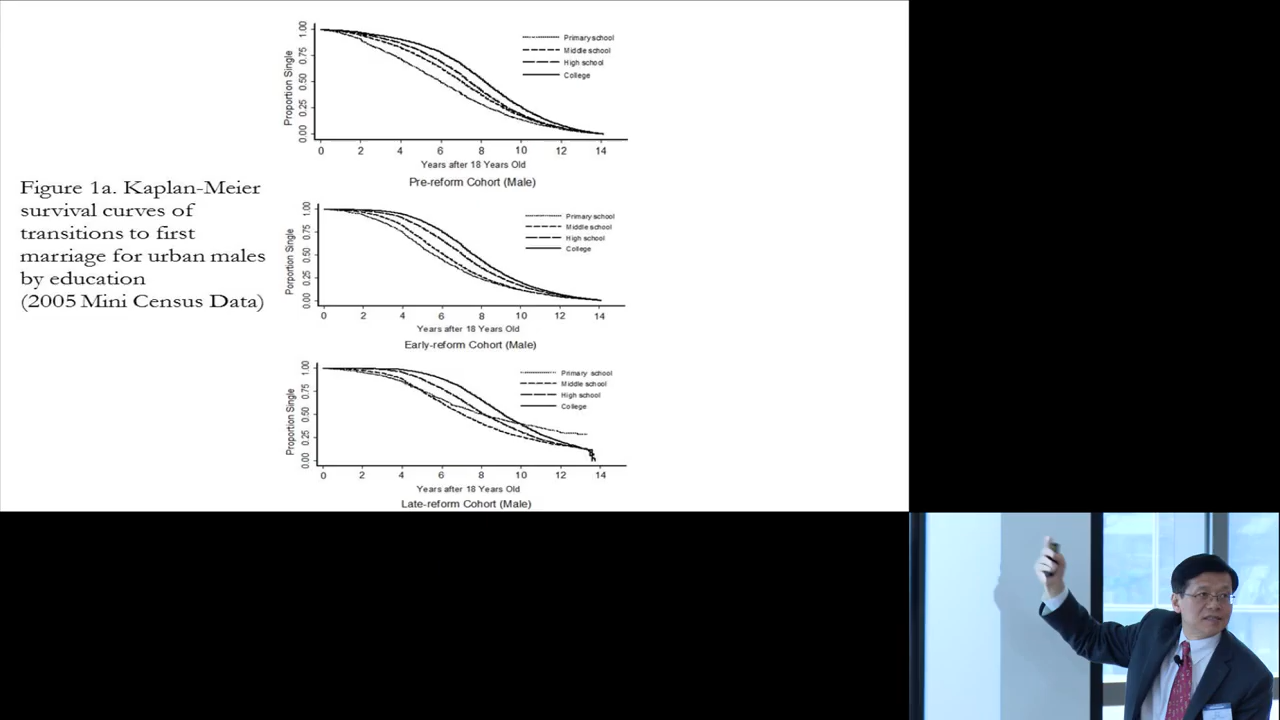 Figure 1a. Kaplan-Meier
survival curves of
transitions to first
marriage for urban males
by education
(2005 Mini Census Data)
Proportion Single
1.00
0.75
0.50
0.25
0.00
0 2 4 6 8 10 12 14
Years after 18 Years Old
Pre-reform Cohort (Male)
Primary school
Middle school
High school
College
Porportion Single
1.00
0.75
0.50
0.25
0.00
0 2 4 6 8 10 12 14
Years after 18 Years Old
Early-reform Cohort (Male)
Primary school
Middle school
High school
College
Proportion Single
1.00
0.75
0.50
0.25
0.00
0 2 4 6 8 10 12 14
Years after 18 Years Old
Late-reform Cohort (Male)
Primary school
Middle school
High school
College